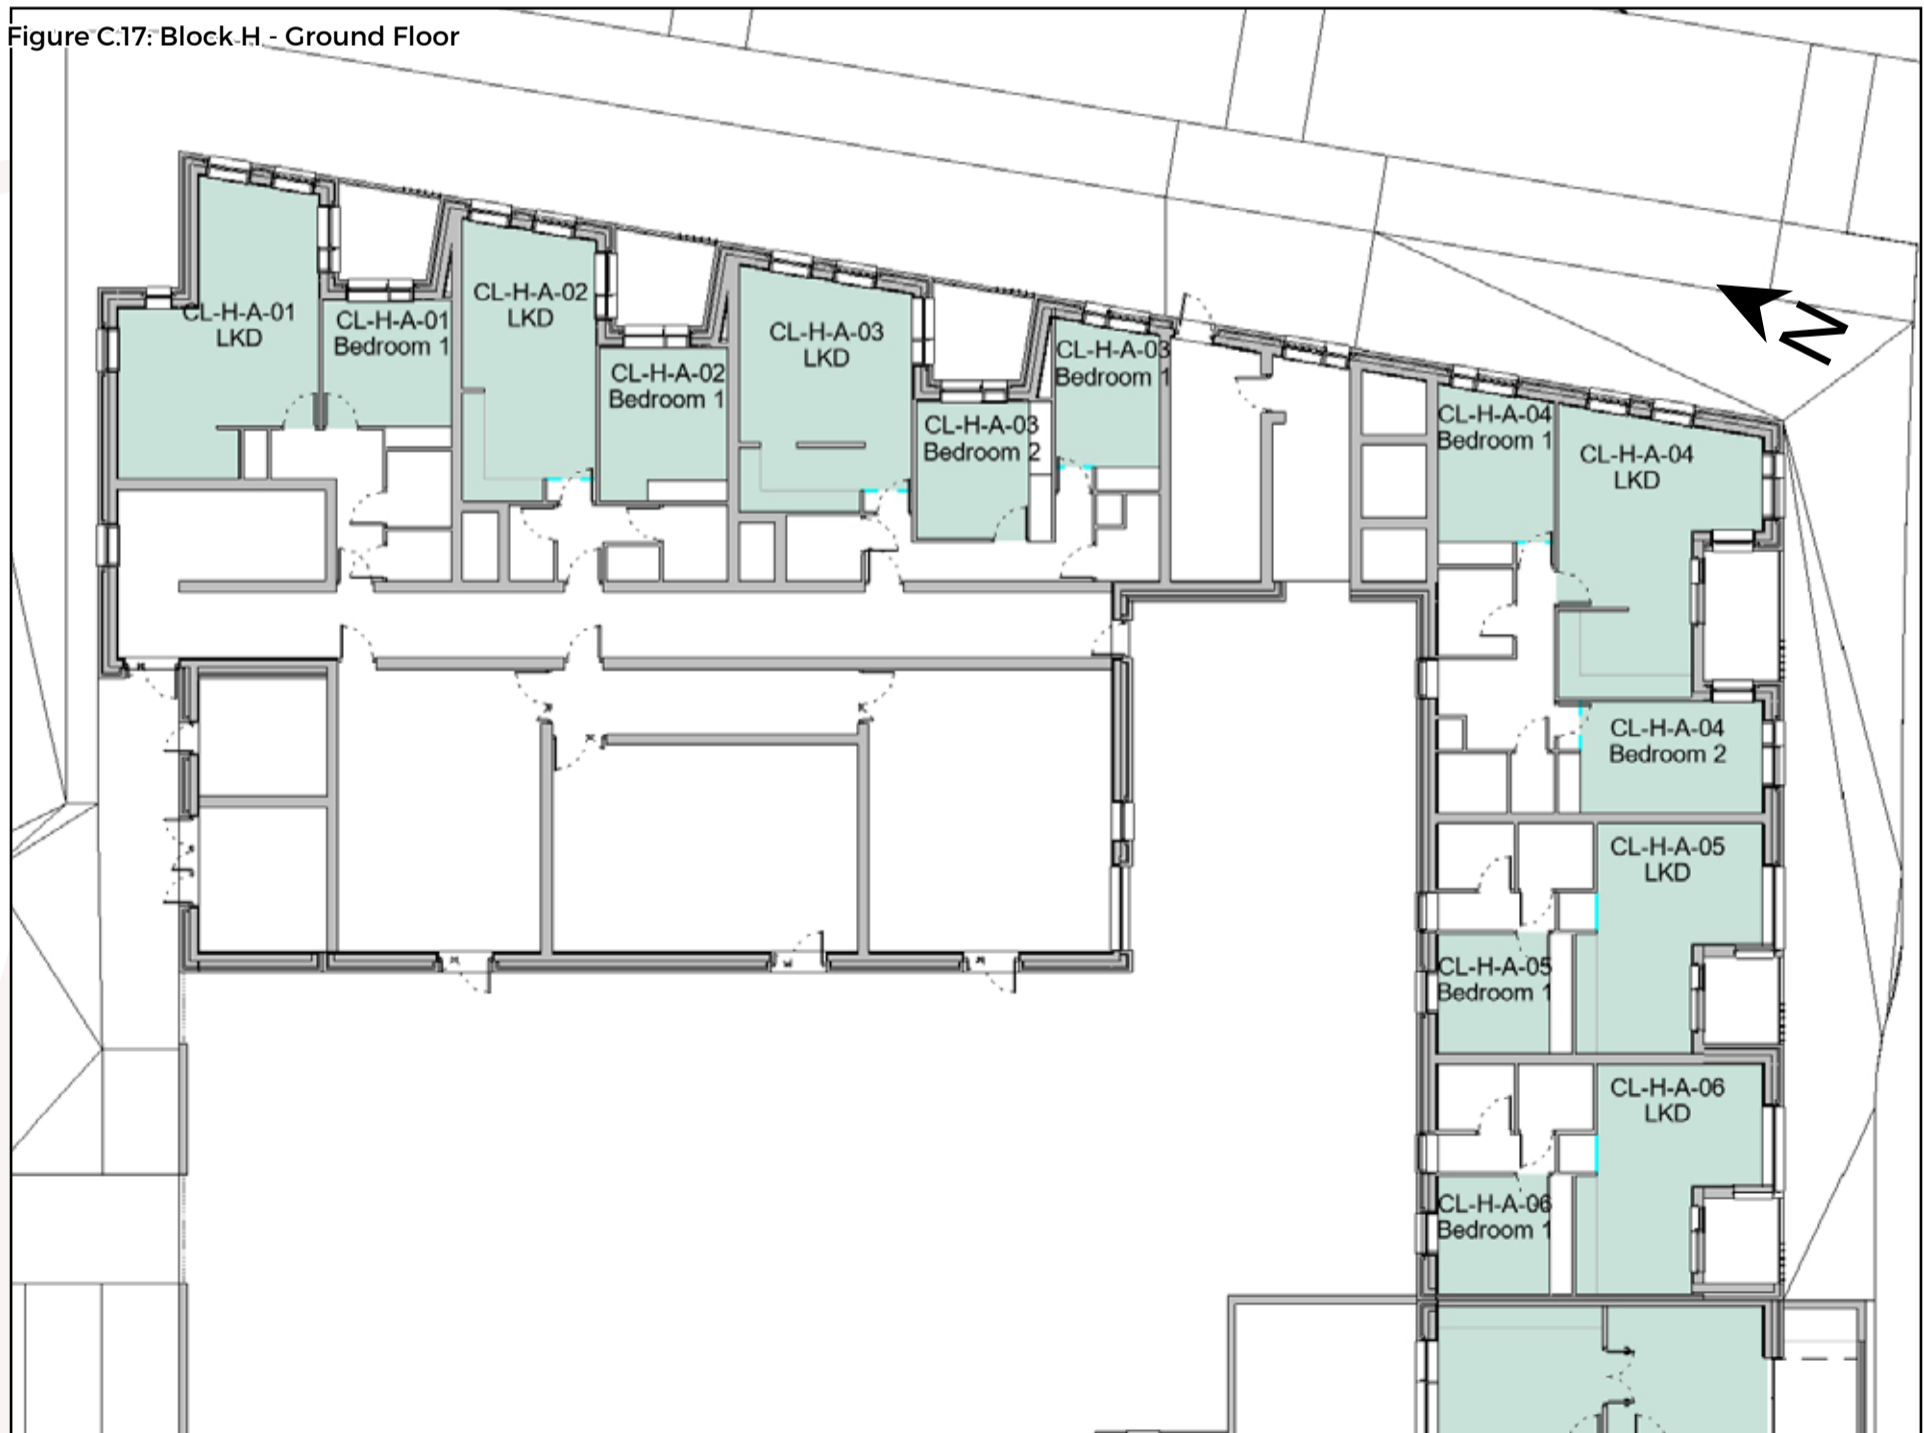 Figure C.17: Block H - Ground Floor
CL-H-A-01
LKD
CL-H-A-01
Bedroom 1
CL-H-A-02
LKD
CL-H-A-02
Bedroom 1
CL-H-A-03
LKD
CL-H-A-03
Bedroom 2
CL-H-A-03
Bedroom 1
N
CL-H-A-04
Bedroom 1
CL-H-A-04
LKD
CL-H-A-04
Bedroom 2
CL-H-A-05
LKD
CL-H-A-05
Bedroom 1
CL-H-A-06
LKD
CL-H-A-06
Bedroom 1